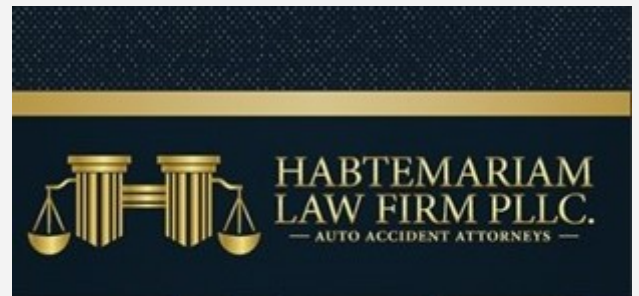 HABTEMARIAM
LAW FIRM PLLC.
— AUTO ACCIDENT ATTORNEYS —